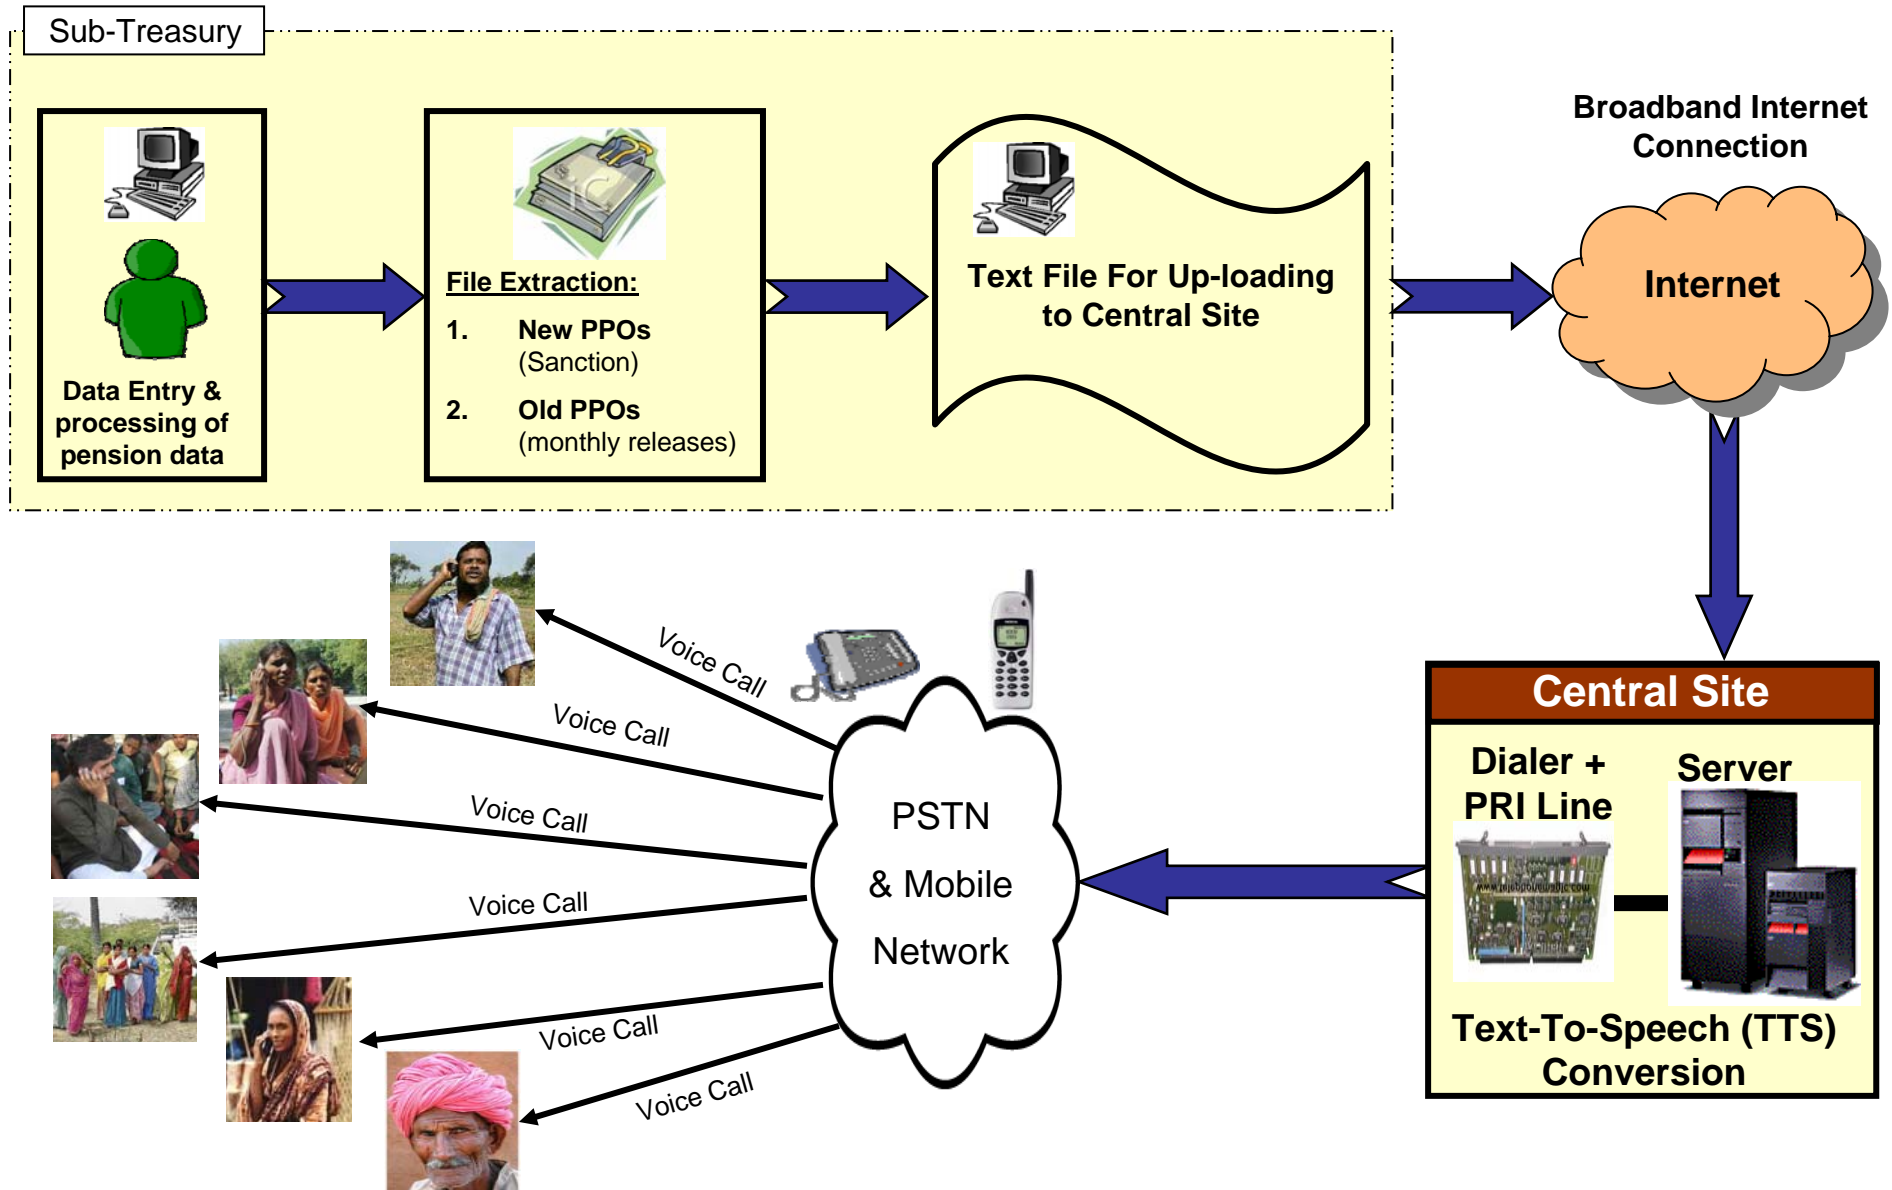 Sub-Treasury
Data Entry &
processing of
pension data
File Extraction:
1. New PPOs
(Sanction)
2. Old PPOs
(monthly releases)
Text File For Up-loading
to Central Site
Broadband Internet
Connection
Internet
Central Site
Dialer +
PRI Line
Server
www.telephonemagic.com
Text-To-Speech (TTS)
Conversion
PSTN
& Mobile
Network
Voice Call
Voice Call
Voice Call
Voice Call
Voice Call
Voice Call